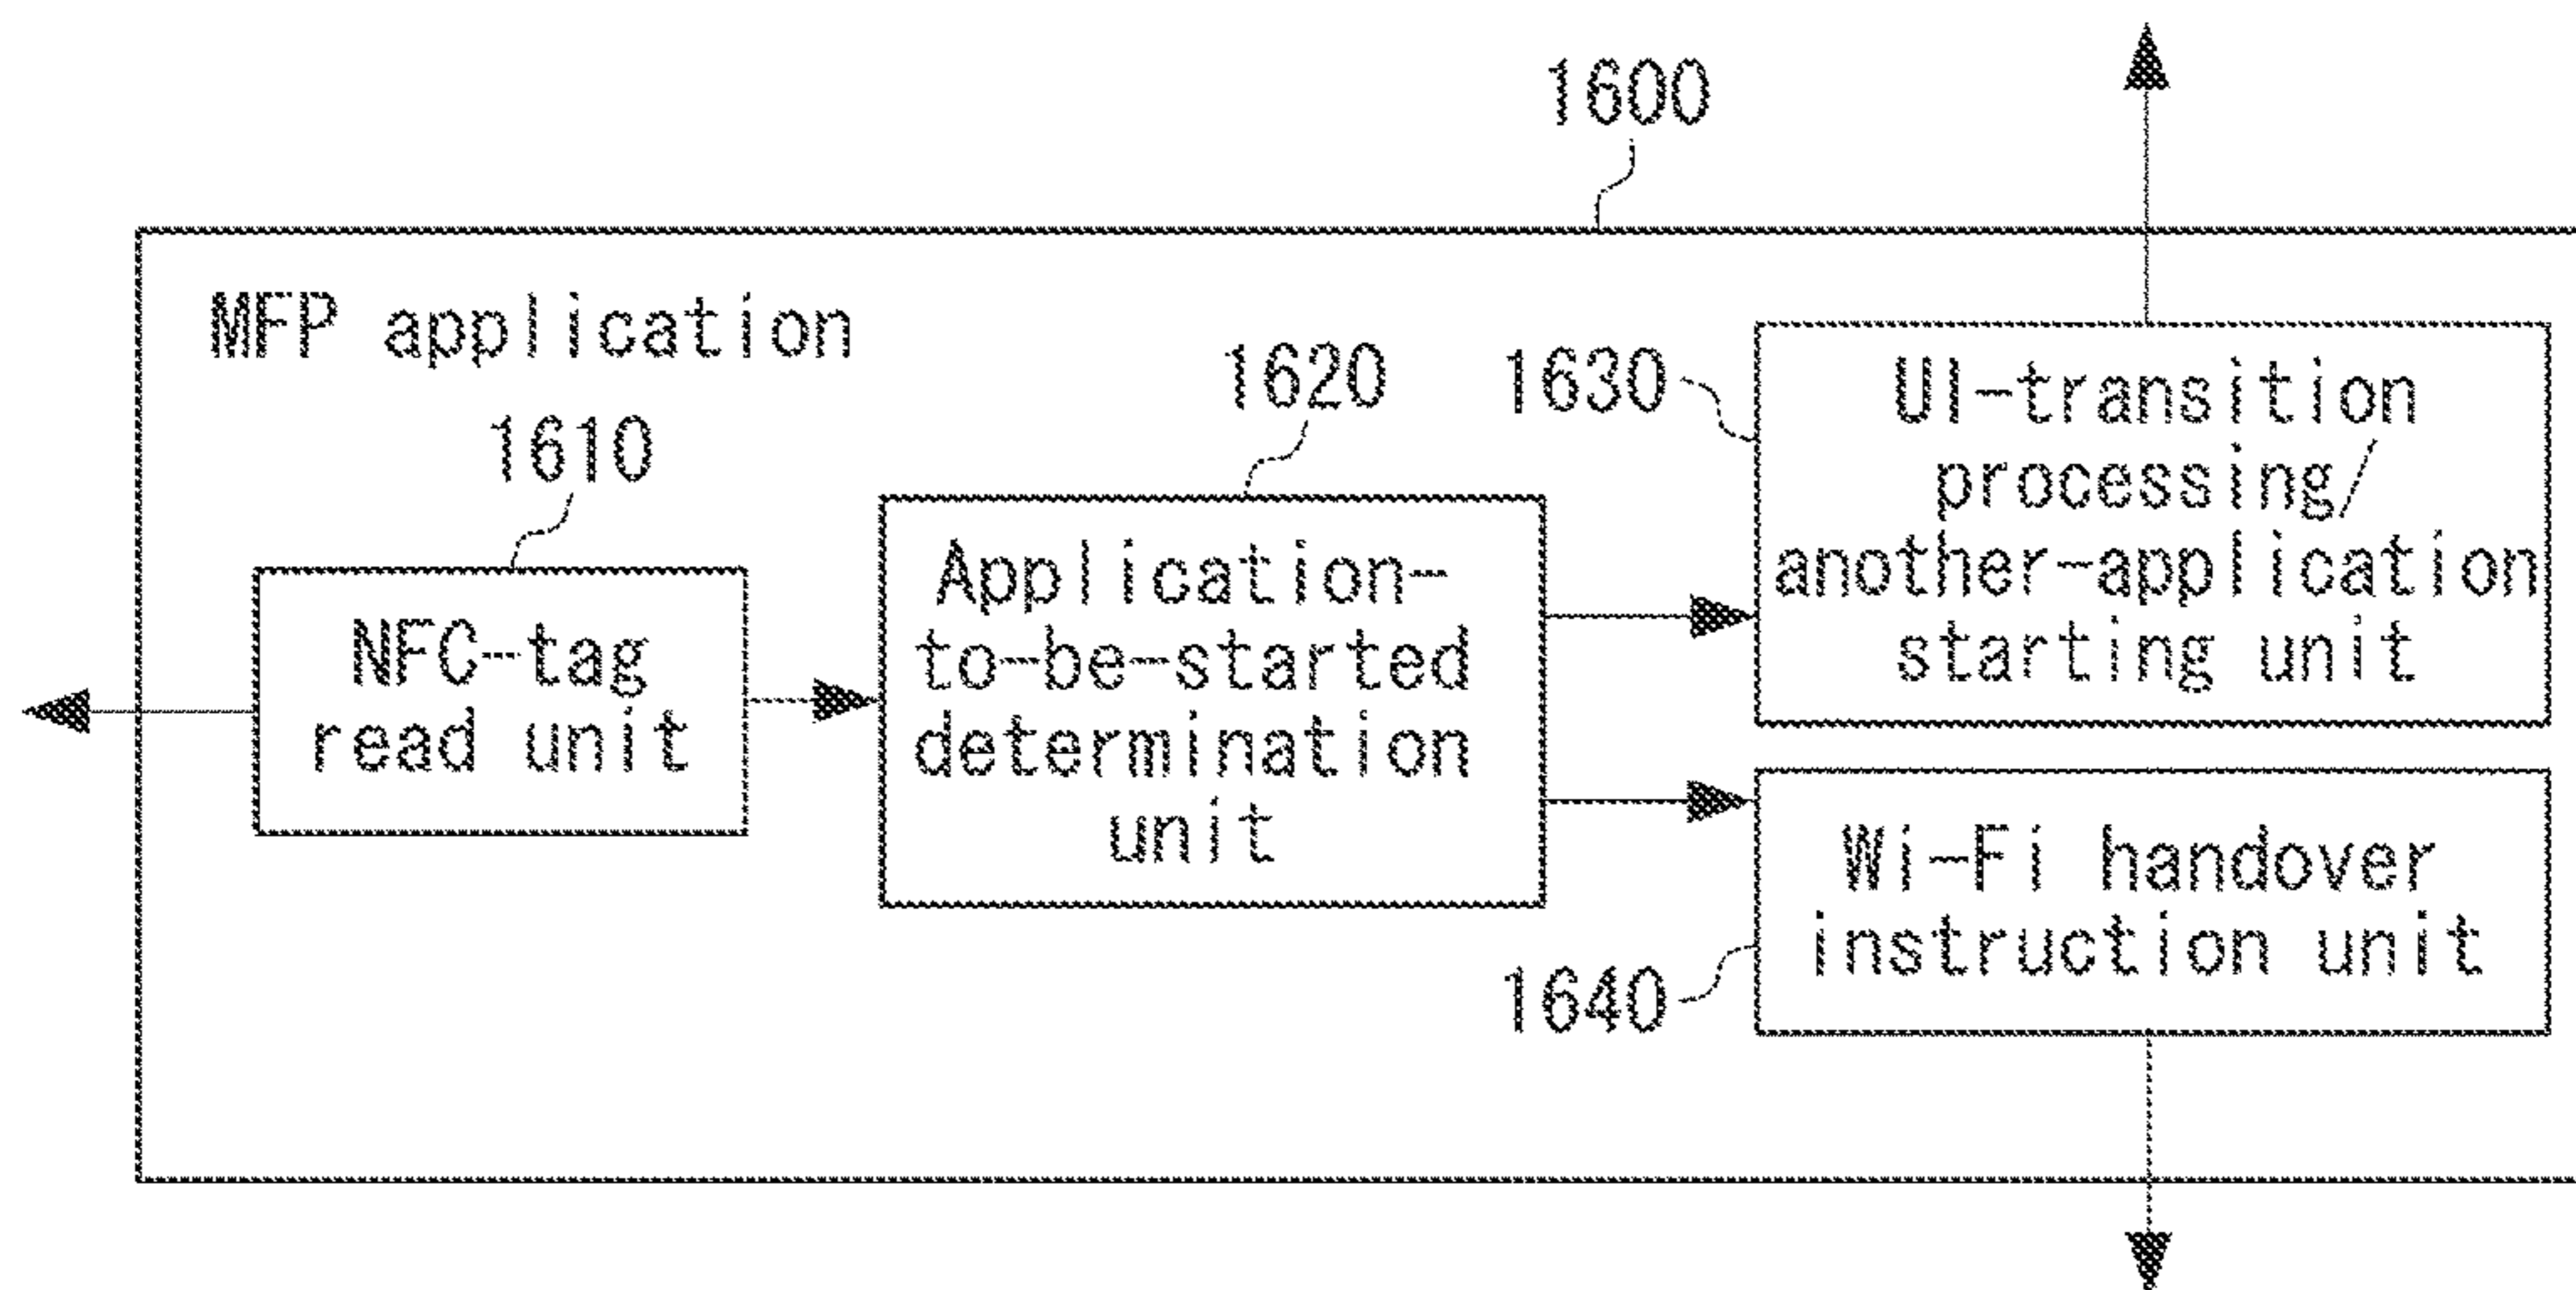 1600
MFP application
1610
1620
1630
NFC-tag
read unit
Application-
to-be-started
determination
unit
UI-transition
processing/
another-application
starting unit
Wi-Fi handover
instruction unit
1640